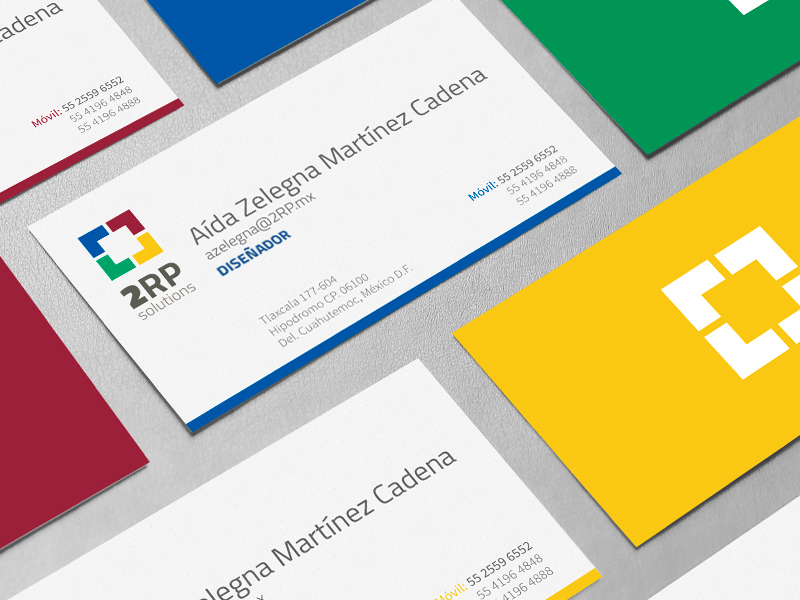 cadena
Móvil: 55 2559 6552
55 4196 4848
55 4196 4888
Aída Zelegna Martínez Cadena
azelegna@2RP.mx
DISEÑADOR
Móvil: 55 2559 6552
55 4196 4848
55 4196 4888
2RP
solutions
Tlaxcala 177-604
Hipodromo CP. 06100
Del. Cuahutemoc, México D.F.
elegna Martínez Cadena
Móvil: 55 2559 6552
55 4196 4848
55 4196 4888